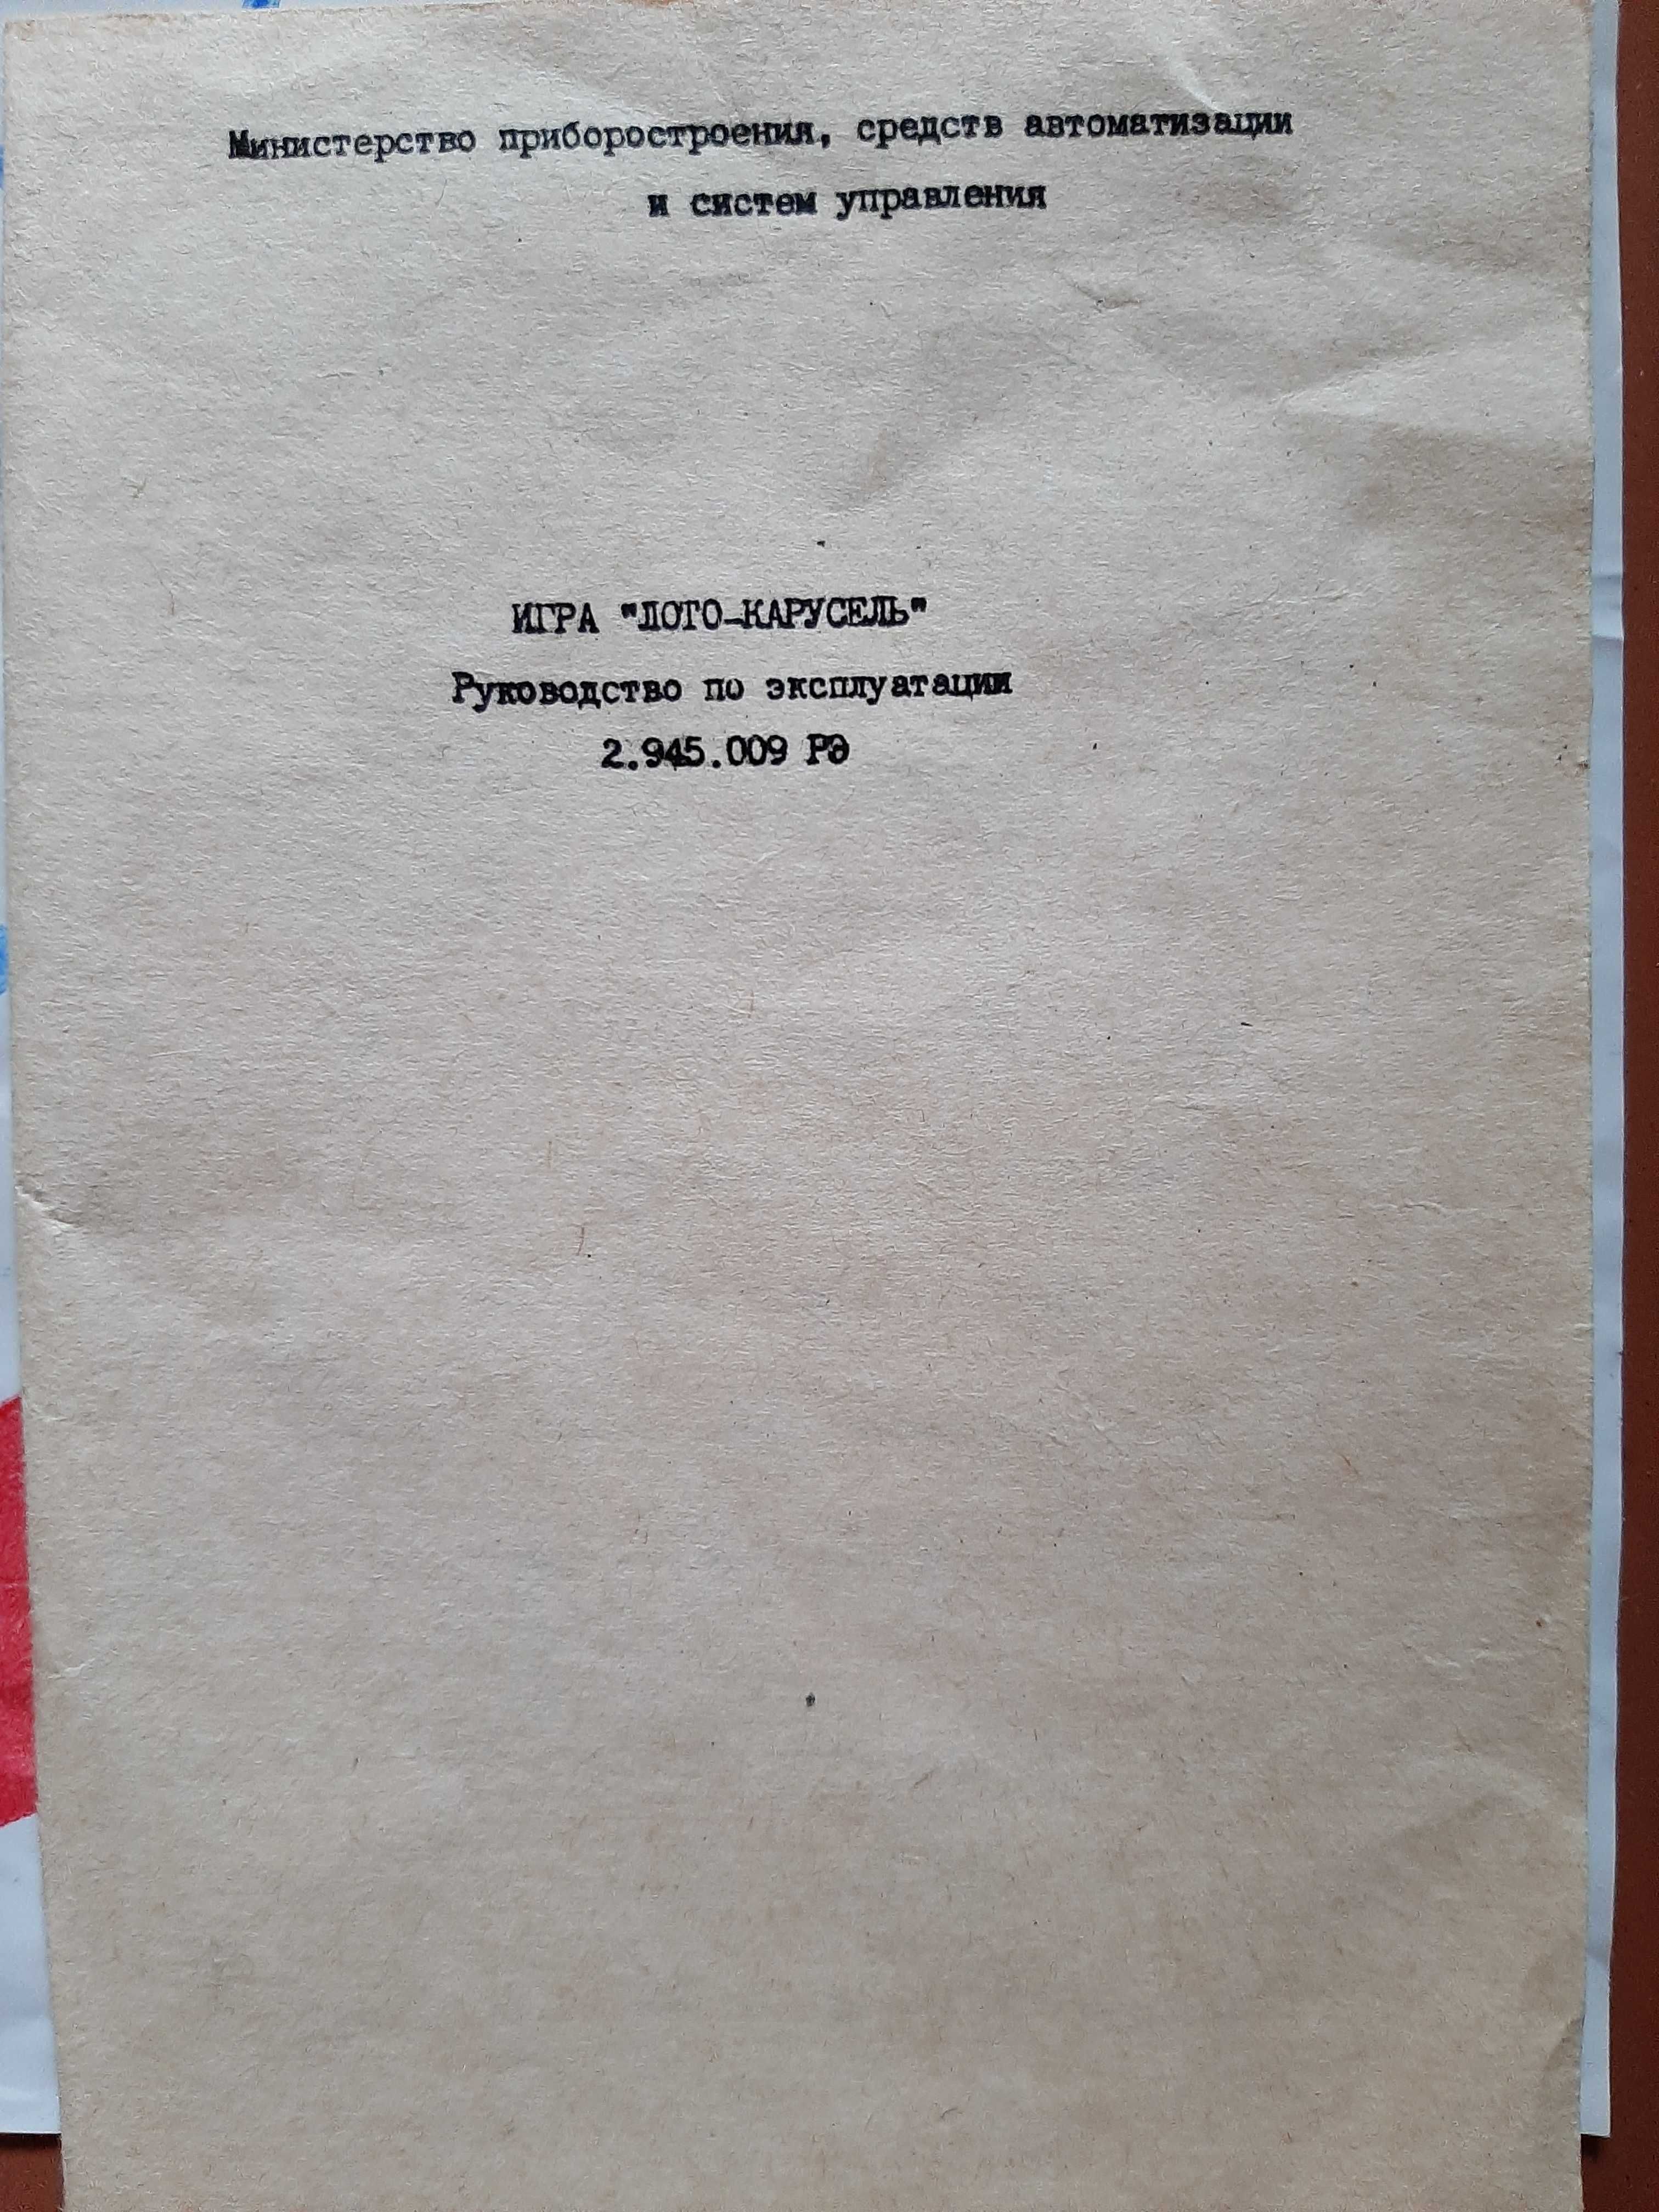 Министерство приборостроения, средств автоматизации
и систем управления
ИГРА "ЛОТО-КАРУСЕЛЬ"
Руководство по эксплуатации
2.945.009 РЭ